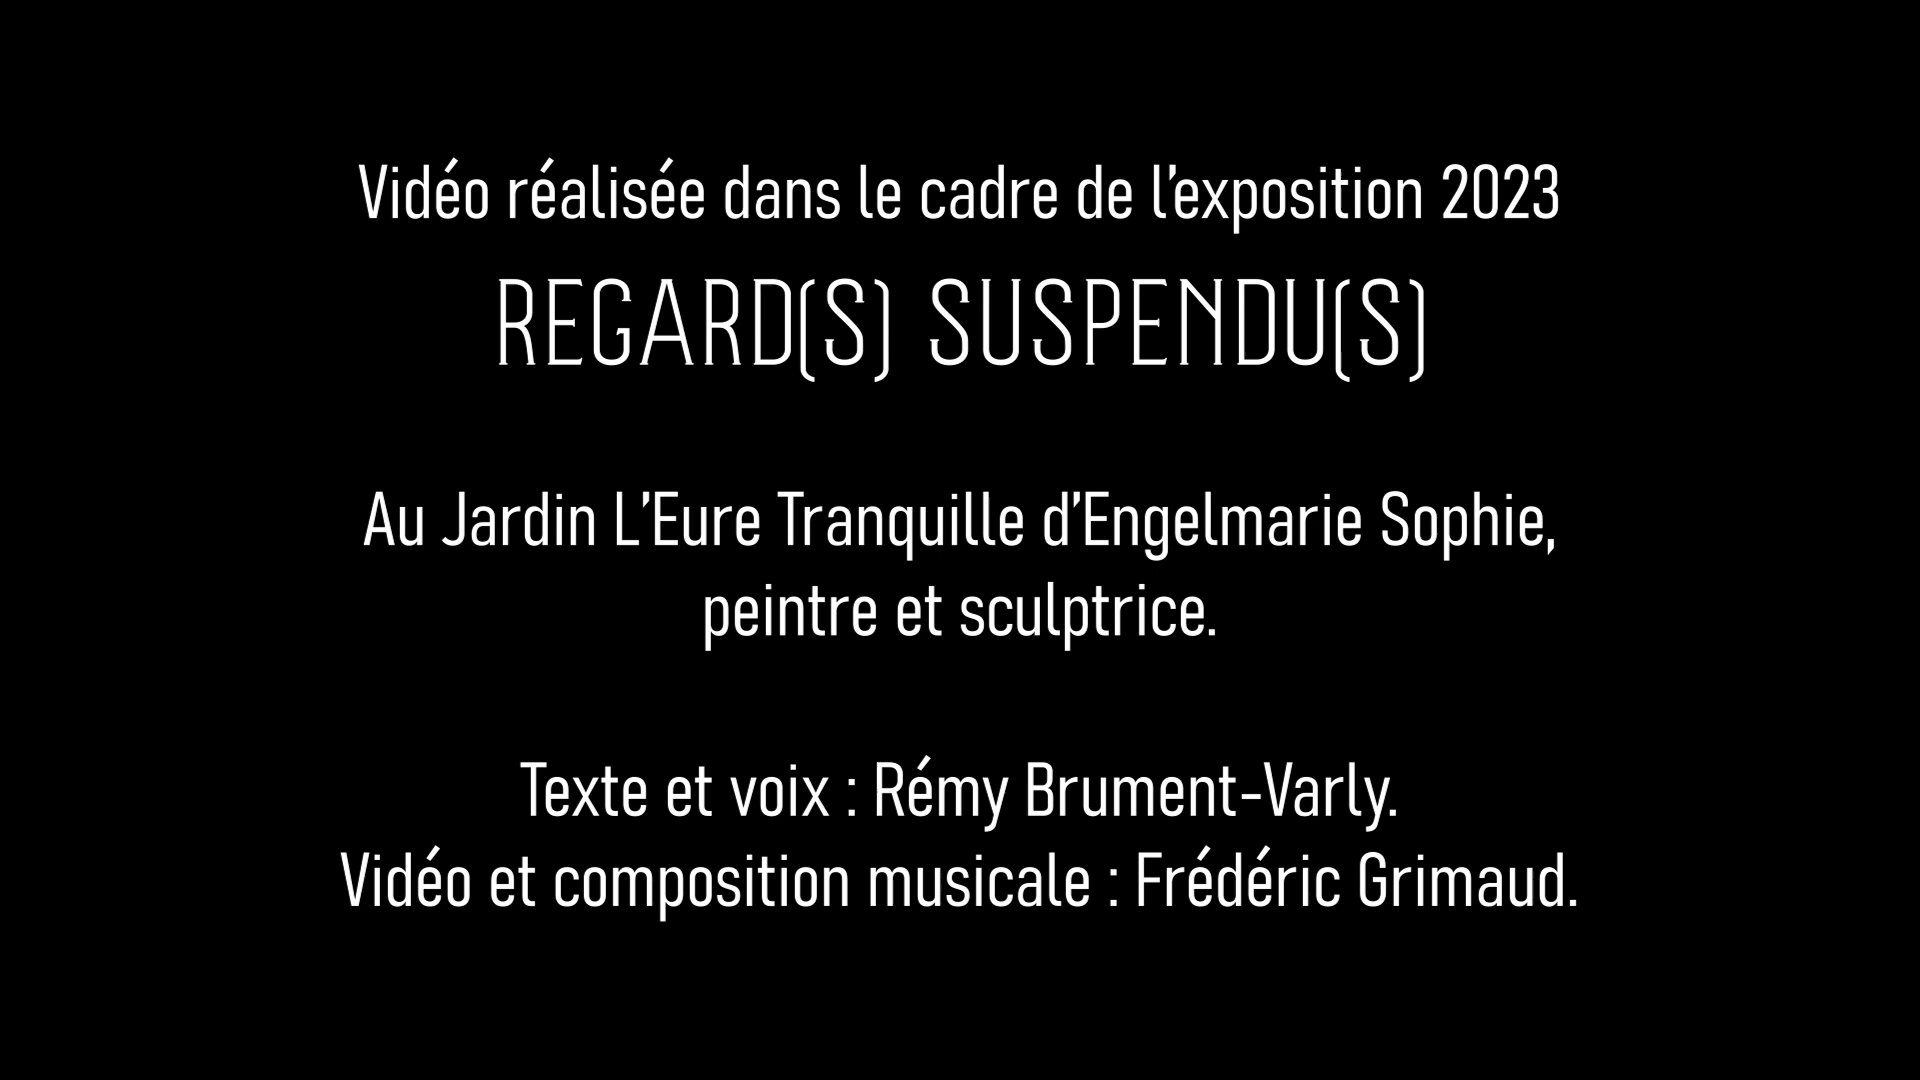 Vidéo réalisée dans le cadre de l’exposition 2023
REGARD(S) SUSPENDU(S)
Au Jardin L’Eure Tranquille d’Engelmarie Sophie,
peintre et sculptrice.
Texte et voix : Rémy Brument-Varly.
Vidéo et composition musicale : Frédéric Grimaud.